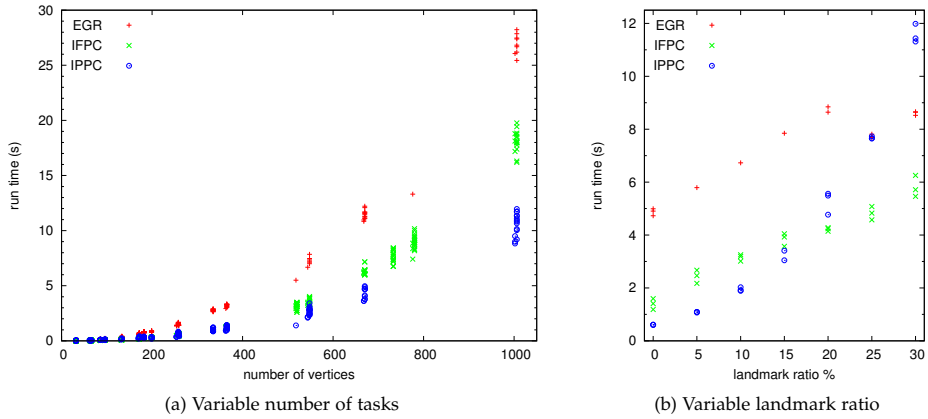 EGR
IFPC
IPPC
30
25
20
15
10
5
0
run time (s)
0
200
400
600
800
1000
number of vertices
(a) Variable number of tasks
EGR
IFPC
IPPC
12
10
8
6
4
2
0
run time (s)
0
5
10
15
20
25
30
landmark ratio %
(b) Variable landmark ratio